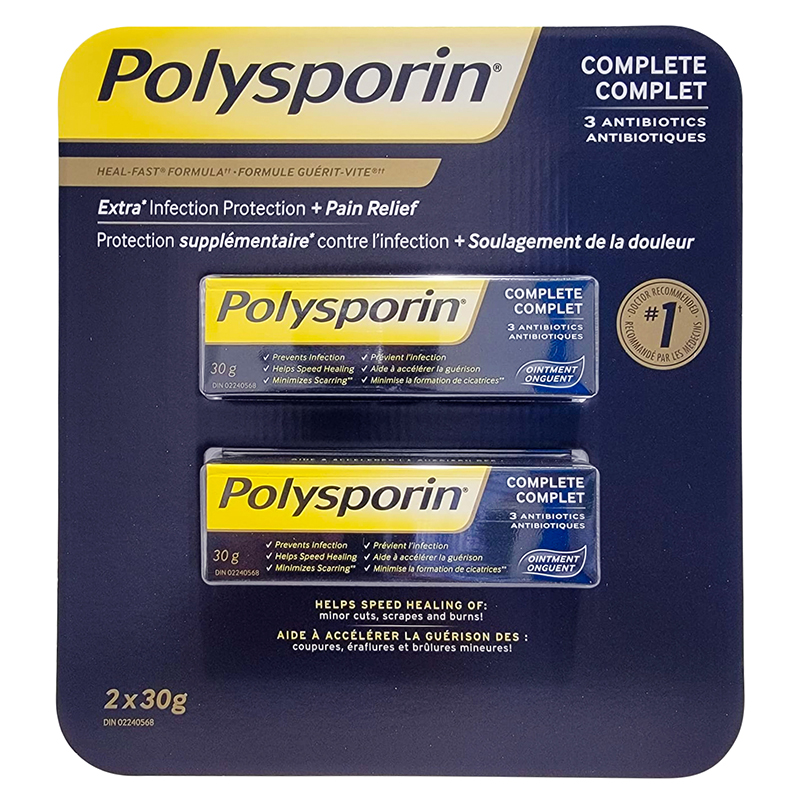 Polysporin®
COMPLETE
COMPLET
3 ANTIBIOTICS
ANTIBIOTIQUES
HEAL-FAST® FORMULA†† • FORMULE GUÉRIT-VITE®††
Extra* Infection Protection + Pain Relief
Protection supplémentaire* contre l'infection + Soulagement de la douleur
Polysporin®
COMPLETE
COMPLET
3 ANTIBIOTICS
ANTIBIOTIQUES
30 g
DIN 02240568
✓ Prevents Infection ✓ Prévient l'infection
✓ Helps Speed Healing ✓ Aide à accélérer la guérison
✓ Minimizes Scarring** ✓ Minimise la formation de cicatrices**
OINTMENT
ONGUENT
DOCTOR RECOMMENDED
#1†
RECOMMANDÉ PAR LES MÉDECINS
AIDE À ACCÉLÉRER LA GUÉRISON DES :
Polysporin®
COMPLETE
COMPLET
3 ANTIBIOTICS
ANTIBIOTIQUES
30 g
DIN 02240568
✓ Prevents Infection ✓ Prévient l'infection
✓ Helps Speed Healing ✓ Aide à accélérer la guérison
✓ Minimizes Scarring** ✓ Minimise la formation de cicatrices**
OINTMENT
ONGUENT
HELPS SPEED HEALING OF:
minor cuts, scrapes and burns!
AIDE À ACCÉLÉRER LA GUÉRISON DES :
coupures, éraflures et brûlures mineures!
2 x 30g
DIN 02240568